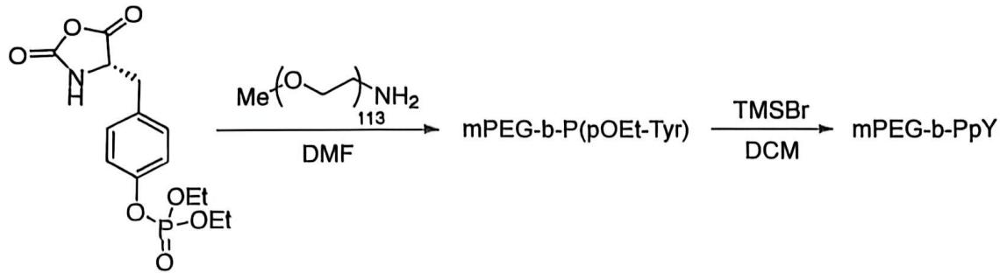 O
O
O
N
H
Me(O
NH₂
113
DMF
mPEG-b-P(pOEt-Tyr)
TMSBr
DCM
mPEG-b-PpY
OEt
O
P
OEt
O